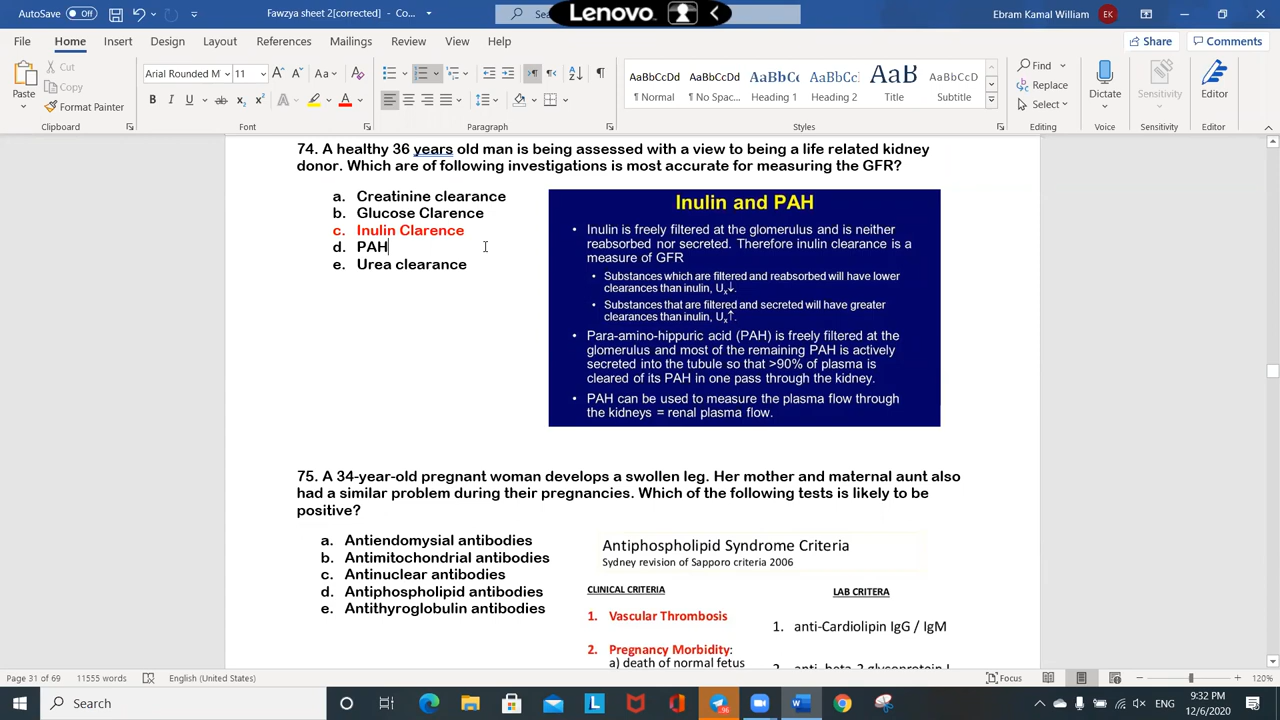 Fawzya sheet2[corrected]
Saved
Sea
Lenovo
Ebram Kamal William
EK
File
Home
Insert
Design
Layout
References
Mailings
Review
View
Help
Share
Comments
Paste
Cut
Copy
Format Painter
Arial Rounded M
11
AaBbCcDd
¶ Normal
AaBbCcDd
¶ No Spac...
AaBbCc
Heading 1
AaBbCcI
Heading 2
AaB
Title
AaBbCcD
Subtitle
Find
Replace
Select
Dictate
Sensitivity
Editor
Clipboard
Font
Paragraph
Styles
Editing
Voice
Sensitivity
Editor
74. A healthy 36 years old man is being assessed with a view to being a life related kidney
donor. Which are of following investigations is most accurate for measuring the GFR?
a. Creatinine clearance
b. Glucose Clarence
c. Inulin Clarence
d. PAH
e. Urea clearance
Inulin and PAH
• Inulin is freely filtered at the glomerulus and is neither
reabsorbed nor secreted. Therefore inulin clearance is a
measure of GFR
• Substances which are filtered and reabsorbed will have lower
clearances than inulin, Ux↓.
• Substances that are filtered and secreted will have greater
clearances than inulin, Ux↑.
• Para-amino-hippuric acid (PAH) is freely filtered at the
glomerulus and most of the remaining PAH is actively
secreted into the tubule so that >90% of plasma is
cleared of its PAH in one pass through the kidney.
• PAH can be used to measure the plasma flow through
the kidneys = renal plasma flow.
75. A 34-year-old pregnant woman develops a swollen leg. Her mother and maternal aunt also
had a similar problem during their pregnancies. Which of the following tests is likely to be
positive?
a. Antiendomysial antibodies
b. Antimitochondrial antibodies
c. Antinuclear antibodies
d. Antiphospholipid antibodies
e. Antithyroglobulin antibodies
Antiphospholipid Syndrome Criteria
Sydney revision of Sapporo criteria 2006
CLINICAL CRITERIA
1. Vascular Thrombosis
2. Pregnancy Morbidity:
a) death of normal fetus
LAB CRITERA
1. anti-Cardiolipin IgG / IgM
2. anti-beta-2 glycoprotein I
Page 31 of 69
11555 words
English (United States)
Focus
120%
Search
96
9:32 PM
12/6/2020